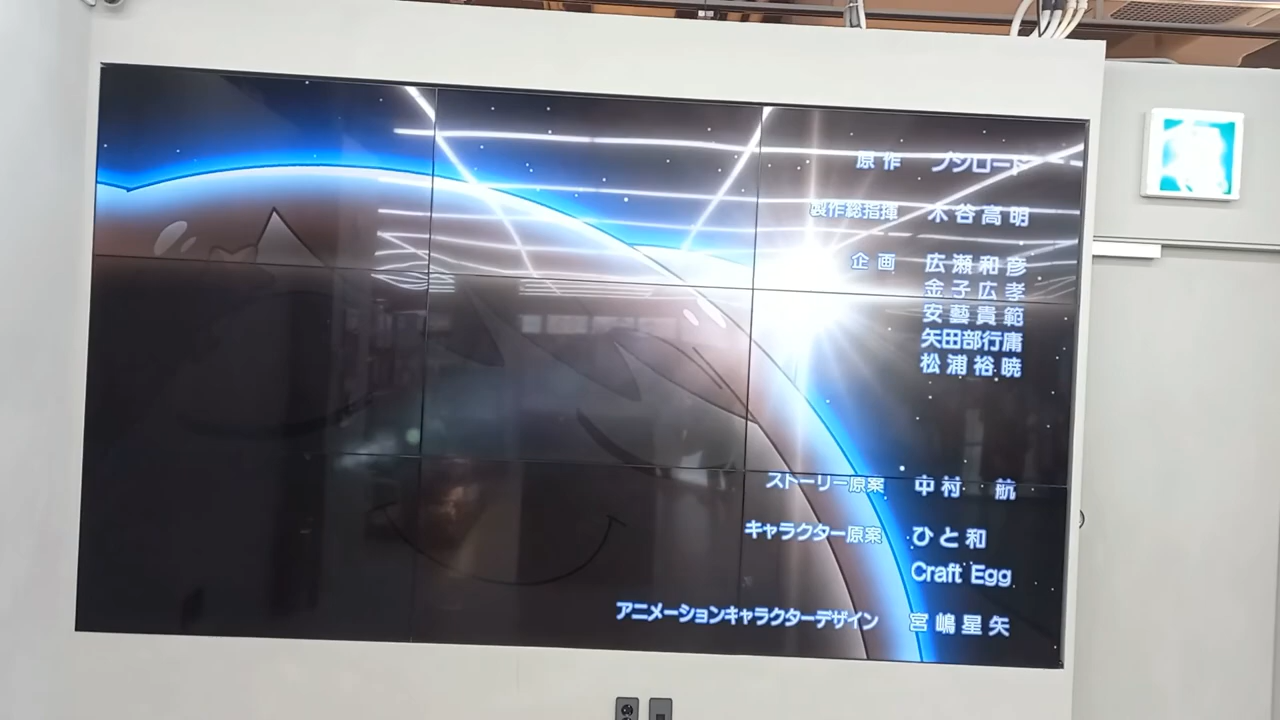 原作 ブシロード
製作総指揮 木谷高明
企画 広瀬和彦
金子広孝
安藝貴範
矢田部行庸
松浦裕暁
ストーリー原案 中村 航
キャラクター原案 ひと和
Craft Egg
アニメーションキャラクターデザイン 宮嶋星矢